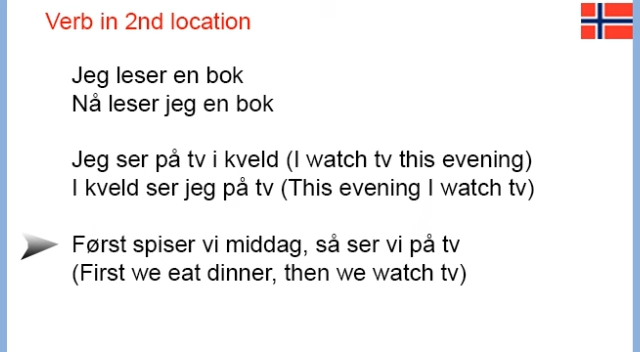 Verb in 2nd location
Jeg leser en bok
Nå leser jeg en bok
Jeg ser på tv i kveld (I watch tv this evening)
I kveld ser jeg på tv (This evening I watch tv)
Først spiser vi middag, så ser vi på tv
(First we eat dinner, then we watch tv)